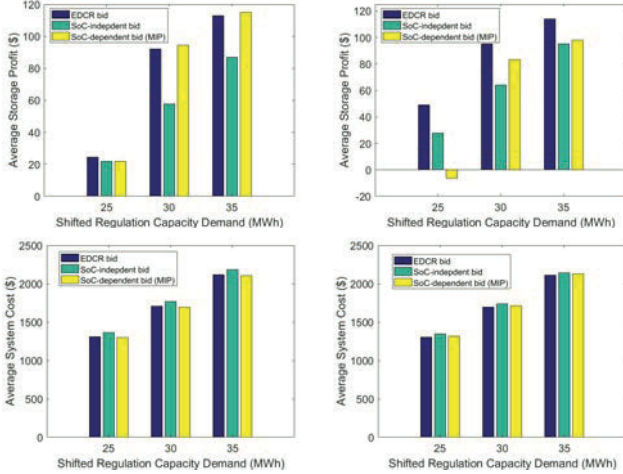 120
100
80
60
40
20
0
Average Storage Profit ($)
EDCR bid
SoC-indepdent bid
SoC-dependent bid (MIP)
25 30 35
Shifted Regulation Capacity Demand (MWh)
120
100
80
60
40
20
0
-20
Average Storage Profit ($)
EDCR bid
SoC-indepdent bid
SoC-dependent bid (MIP)
25 30 35
Shifted Regulation Capacity Demand (MWh)
2500
2000
1500
1000
500
0
Average System Cost ($)
EDCR bid
SoC-indepdent bid
SoC-dependent bid (MIP)
25 30 35
Shifted Regulation Capacity Demand (MWh)
2500
2000
1500
1000
500
0
Average System Cost ($)
EDCR bid
SoC-indepdent bid
SoC-dependent bid (MIP)
25 30 35
Shifted Regulation Capacity Demand (MWh)